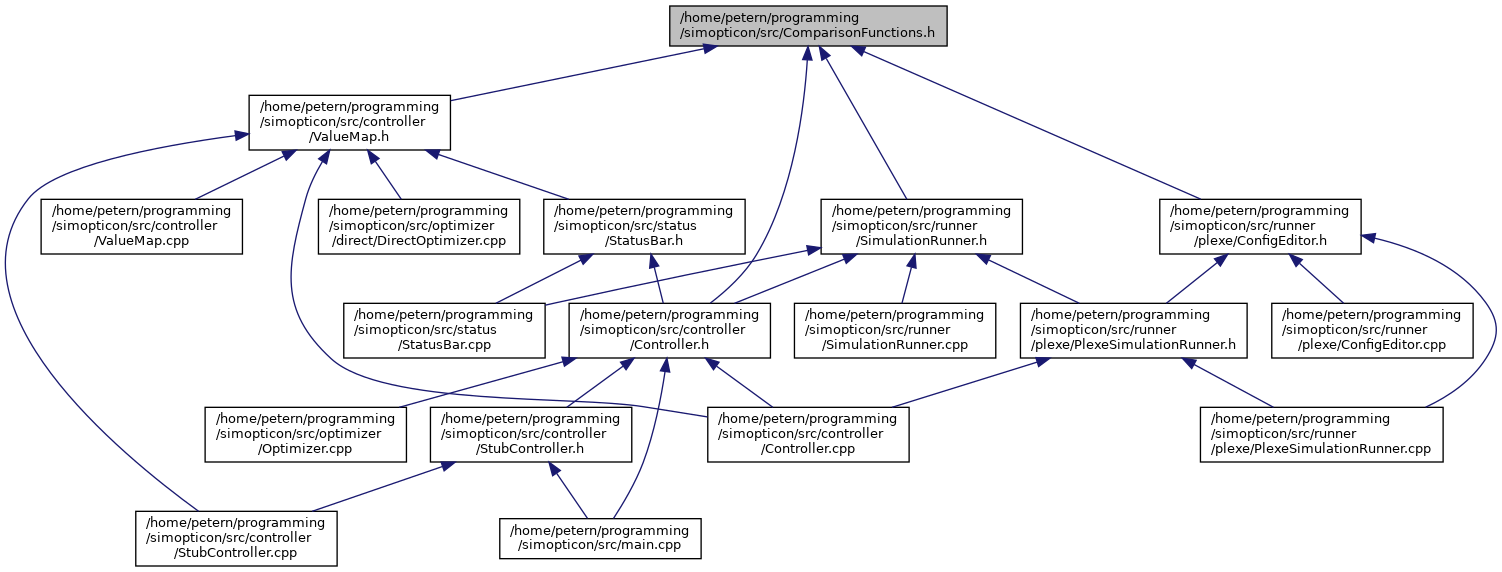 /home/petern/programming
/simopticon/src/ComparisonFunctions.h
/home/petern/programming
/simopticon/src/controller
/ValueMap.h
/home/petern/programming
/simopticon/src/controller
/ValueMap.cpp
/home/petern/programming
/simopticon/src/optimizer
/direct/DirectOptimizer.cpp
/home/petern/programming
/simopticon/src/status
/StatusBar.h
/home/petern/programming
/simopticon/src/runner
/SimulationRunner.h
/home/petern/programming
/simopticon/src/runner
/plexe/ConfigEditor.h
/home/petern/programming
/simopticon/src/status
/StatusBar.cpp
/home/petern/programming
/simopticon/src/controller
/Controller.h
/home/petern/programming
/simopticon/src/runner
/SimulationRunner.cpp
/home/petern/programming
/simopticon/src/runner
/plexe/PlexeSimulationRunner.h
/home/petern/programming
/simopticon/src/runner
/plexe/ConfigEditor.cpp
/home/petern/programming
/simopticon/src/optimizer
/Optimizer.cpp
/home/petern/programming
/simopticon/src/controller
/StubController.h
/home/petern/programming
/simopticon/src/controller
/Controller.cpp
/home/petern/programming
/simopticon/src/runner
/plexe/PlexeSimulationRunner.cpp
/home/petern/programming
/simopticon/src/controller
/StubController.cpp
/home/petern/programming
/simopticon/src/main.cpp